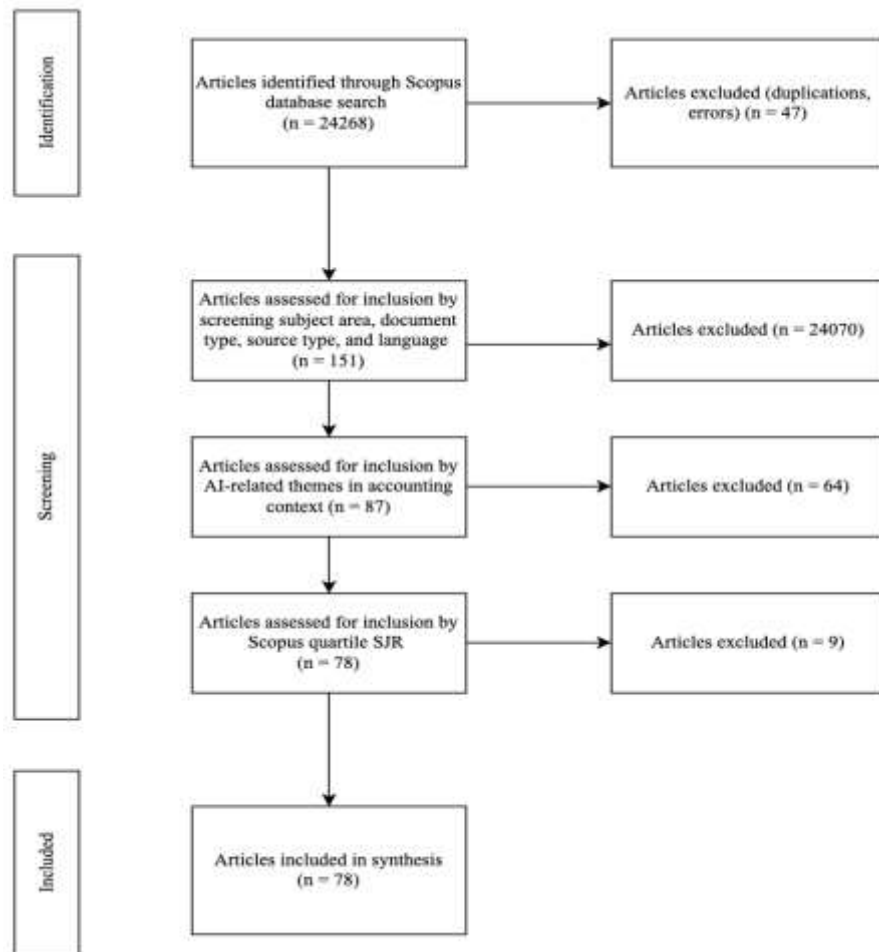 Identification
Articles identified through Scopus
database search
(n = 24268)
Articles excluded (duplications,
errors) (n = 47)
Screening
Articles assessed for inclusion by
screening subject area, document
type, source type, and language
(n = 151)
Articles excluded (n = 24070)
Articles assessed for inclusion by
AI-related themes in accounting
context (n = 87)
Articles excluded (n = 64)
Articles assessed for inclusion by
Scopus quartile SJR
(n = 78)
Articles excluded (n = 9)
Included
Articles included in synthesis
(n = 78)